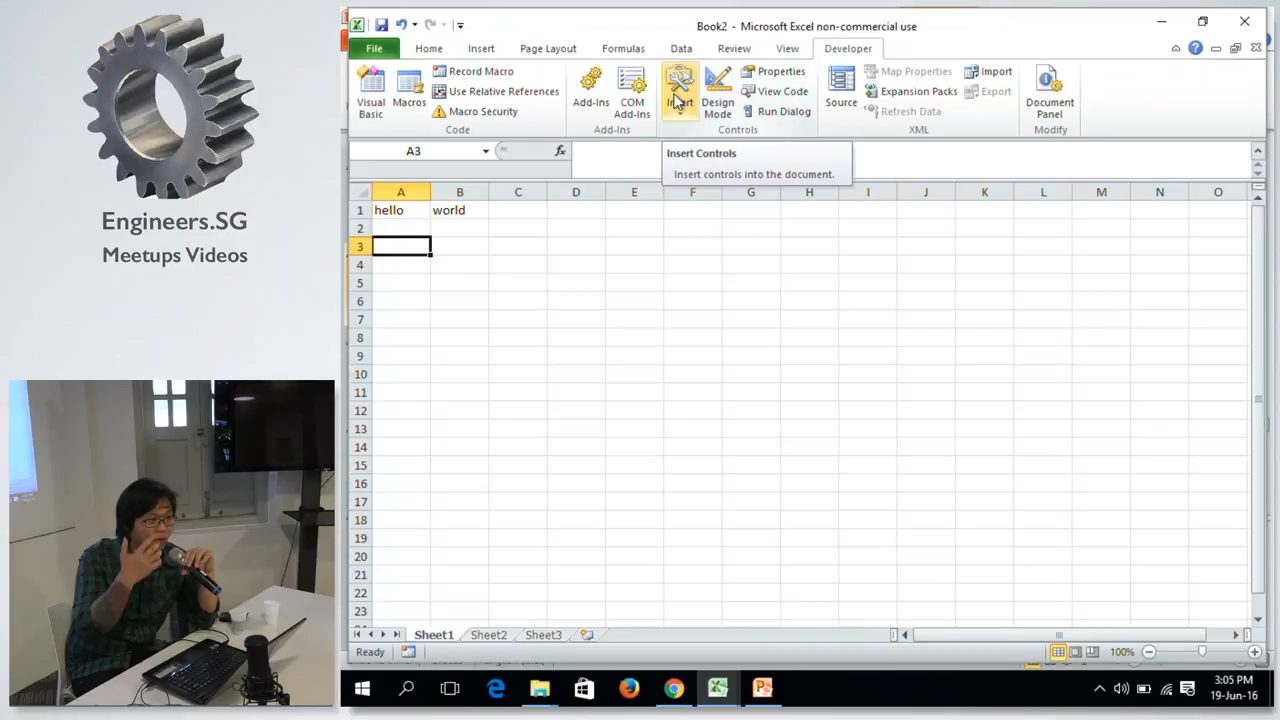 Engineers.SG
Meetups Videos
Book2 - Microsoft Excel non-commercial use
File Home Insert Page Layout Formulas Data Review View Developer
Visual Basic
Macros
Record Macro
Use Relative References
Macro Security
Code
Add-Ins
COM Add-Ins
Add-Ins
Insert
Design Mode
Properties
View Code
Run Dialog
Controls
Source
Map Properties
Expansion Packs
Refresh Data
Import
Export
XML
Document Panel
Modify
A3 fx
Insert Controls
Insert controls into the document.
A B C D E F G H I J K L M N O
1 hello world
2
3
4
5
6
7
8
9
10
11
12
13
14
15
16
17
18
19
20
21
22
23
Sheet1 Sheet2 Sheet3
Ready 100%
3:05 PM
19-Jun-16